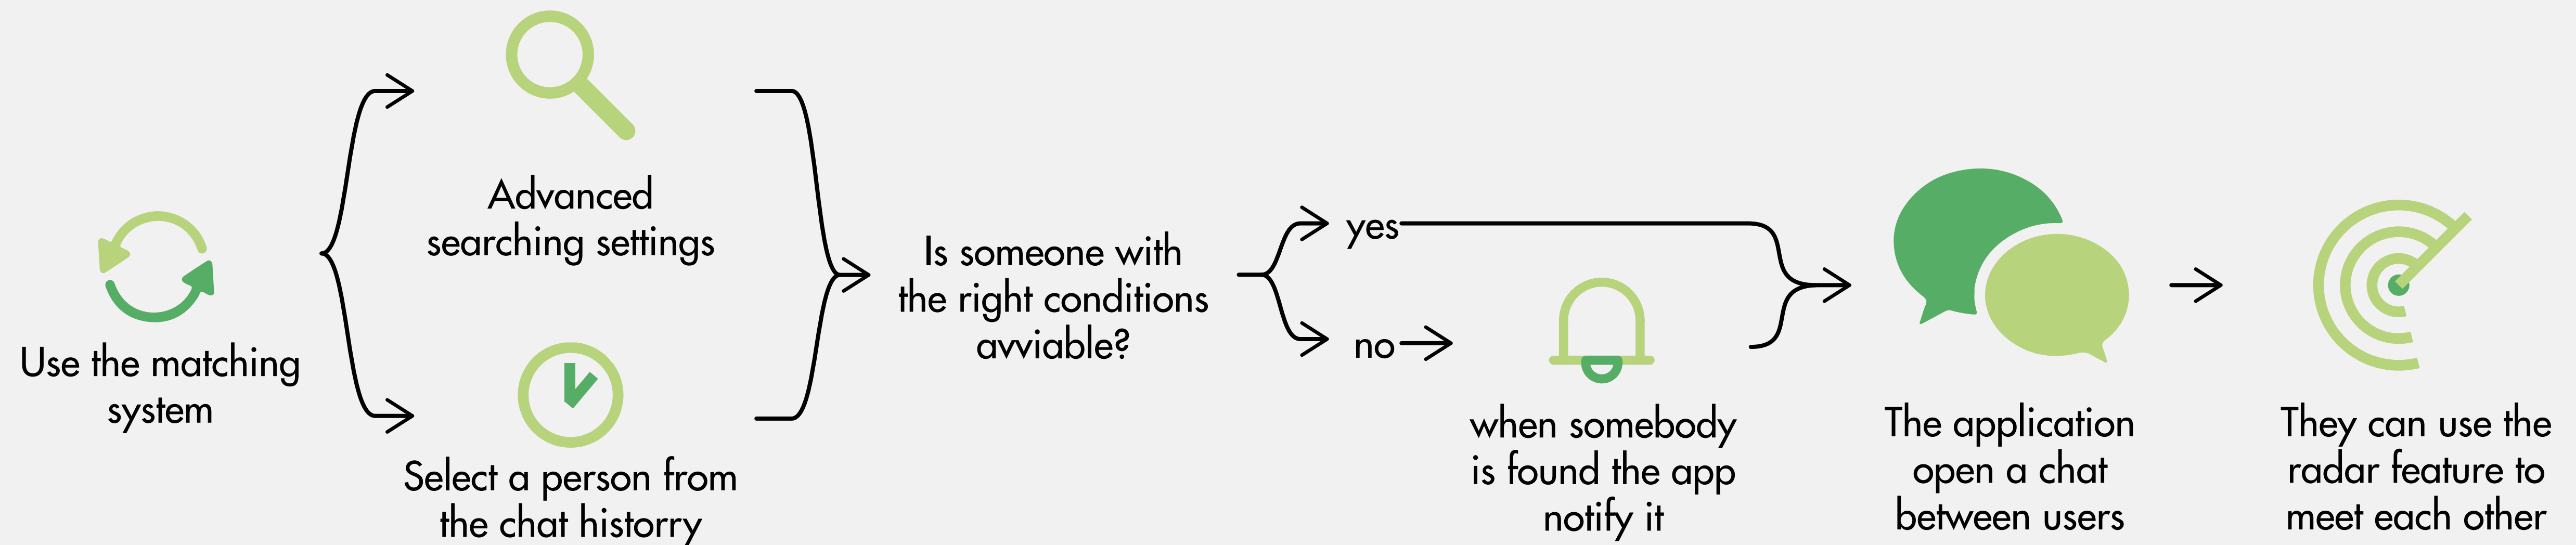 Use the matching
system
Advanced
searching settings
Select a person from
the chat historry
Is someone with
the right conditions
avviable?
yes
no
when somebody
is found the app
notify it
The application
open a chat
between users
They can use the
radar feature to
meet each other